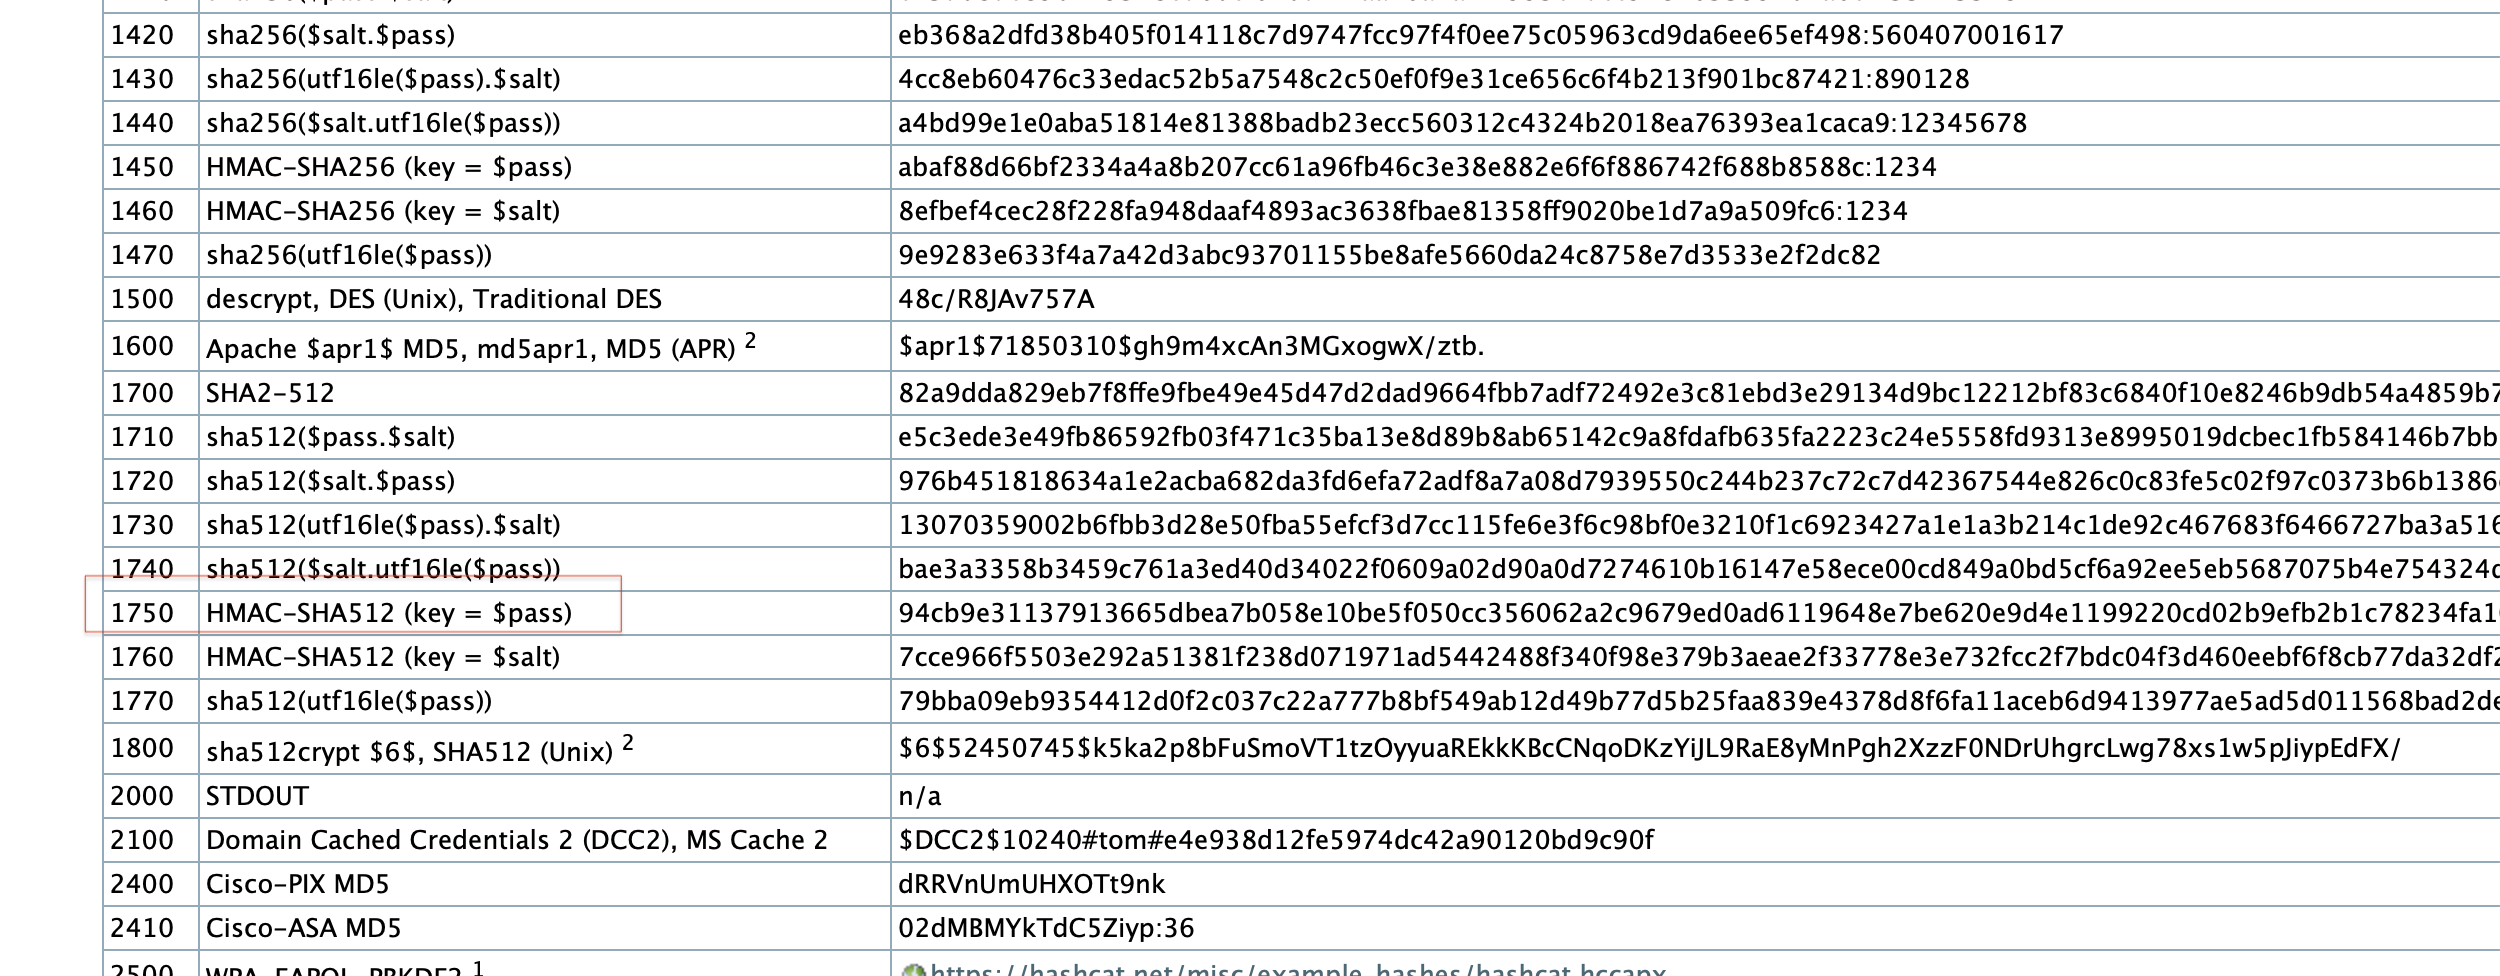 1420 sha256($salt.$pass) eb368a2dfd38b405f014118c7d9747fcc97f4f0ee75c05963cd9da6ee65ef498:560407001617
1430 sha256(utf16le($pass).$salt) 4cc8eb60476c33edac52b5a7548c2c50ef0f9e31ce656c6f4b213f901bc87421:890128
1440 sha256($salt.utf16le($pass)) a4bd99e1e0aba51814e81388badb23ecc560312c4324b2018ea76393ea1caca9:12345678
1450 HMAC-SHA256 (key = $pass) abaf88d66bf2334a4a8b207cc61a96fb46c3e38e882e6f6f886742f688b8588c:1234
1460 HMAC-SHA256 (key = $salt) 8efbef4cec28f228fa948daaf4893ac3638fbae81358ff9020be1d7a9a509fc6:1234
1470 sha256(utf16le($pass)) 9e9283e633f4a7a42d3abc93701155be8afe5660da24c8758e7d3533e2f2dc82
1500 descrypt, DES (Unix), Traditional DES 48c/R8JAv757A
1600 Apache $apr1$ MD5, md5apr1, MD5 (APR) 2 $apr1$71850310$gh9m4xcAn3MGxogwX/ztb.
1700 SHA2-512 82a9dda829eb7f8ffe9fbe49e45d47d2dad9664fbb7adf72492e3c81ebd3e29134d9bc12212bf83c6840f10e8246b9db54a4859b7
1710 sha512($pass.$salt) e5c3ede3e49fb86592fb03f471c35ba13e8d89b8ab65142c9a8fdafb635fa2223c24e5558fd9313e8995019dcbec1fb584146b7bb
1720 sha512($salt.$pass) 976b451818634a1e2acba682da3fd6efa72adf8a7a08d7939550c244b237c72c7d42367544e826c0c83fe5c02f97c0373b6b1386
1730 sha512(utf16le($pass).$salt) 13070359002b6fbb3d28e50fba55efcf3d7cc115fe6e3f6c98bf0e3210f1c6923427a1e1a3b214c1de92c467683f6466727ba3a516
1740 sha512($salt.utf16le($pass)) bae3a3358b3459c761a3ed40d34022f0609a02d90a0d7274610b16147e58ece00cd849a0bd5cf6a92ee5eb5687075b4e754324
1750 HMAC-SHA512 (key = $pass) 94cb9e31137913665dbea7b058e10be5f050cc356062a2c9679ed0ad6119648e7be620e9d4e1199220cd02b9efb2b1c78234fa1
1760 HMAC-SHA512 (key = $salt) 7cce966f5503e292a51381f238d071971ad5442488f340f98e379b3aeae2f33778e3e732fcc2f7bdc04f3d460eebf6f8cb77da32df2
1770 sha512(utf16le($pass)) 79bba09eb9354412d0f2c037c22a777b8bf549ab12d49b77d5b25faa839e4378d8f6fa11aceb6d9413977ae5ad5d011568bad2de
1800 sha512crypt $6$, SHA512 (Unix) 2 $6$52450745$k5ka2p8bFuSmoVT1tzOyyuaREkkKBcCNqoDKzYiJL9RaE8yMnPgh2XzzF0NDrUhgrcLwg78xs1w5pJiypEdFX/
2000 STDOUT n/a
2100 Domain Cached Credentials 2 (DCC2), MS Cache 2 $DCC2$10240#tom#e4e938d12fe5974dc42a90120bd9c90f
2400 Cisco-PIX MD5 dRRVnUmUHXOTt9nk
2410 Cisco-ASA MD5 02dMBMYkTdC5Ziyp:36
2500 WPA-EAPOL-PBKDF2 1 https://hashcat.net/misc/example_hashes/hashcat.hccapx